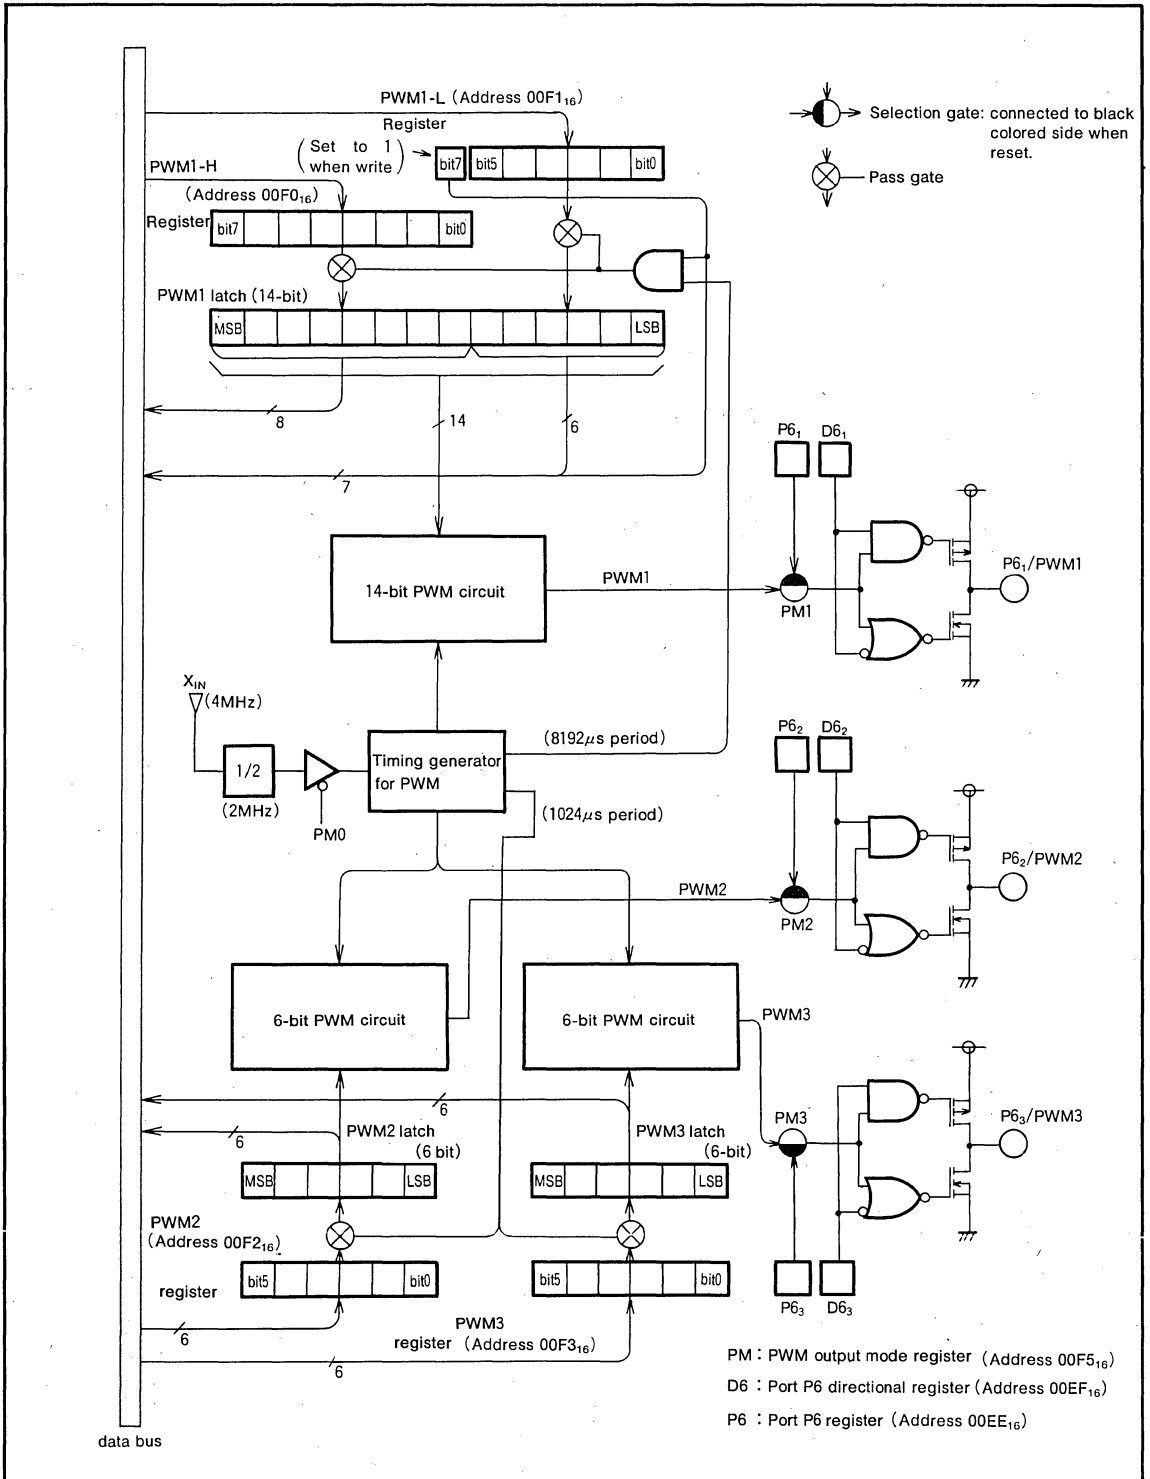 PWM1-L (Address 00F1₁₆)
Register
(Set to 1 when write)
bit7
bit5
bit0
Selection gate: connected to black
colored side when
reset.
Pass gate
PWM1-H
(Address 00F0₁₆)
Register
bit7
bit0
PWM1 latch (14-bit)
MSB
LSB
8
14
6
7
P6₁
D6₁
14-bit PWM circuit
PWM1
PM1
P6₁/PWM1
X_IN
(4MHz)
1/2
(2MHz)
PM0
Timing generator
for PWM
(8192μs period)
(1024μs period)
P6₂
D6₂
PWM2
PM2
P6₂/PWM2
6-bit PWM circuit
6-bit PWM circuit
PWM3
6
6
PWM2 latch
(6 bit)
PWM3 latch
(6-bit)
PM3
P6₃/PWM3
MSB
LSB
MSB
LSB
PWM2
(Address 00F2₁₆)
register
bit5
bit0
bit5
bit0
P6₃
D6₃
6
PWM3
register (Address 00F3₁₆)
6
PM : PWM output mode register (Address 00F5₁₆)
D6 : Port P6 directional register (Address 00EF₁₆)
P6 : Port P6 register (Address 00EE₁₆)
data bus